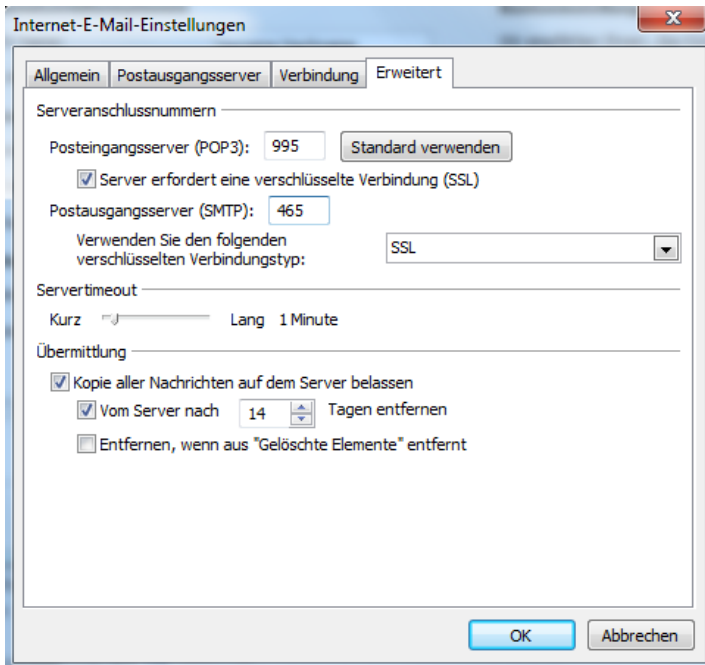 Internet-E-Mail-Einstellungen
Allgemein Postausgangsserver Verbindung Erweitert
Serveranschlussnummern
Posteingangsserver (POP3): 995 Standard verwenden
Server erfordert eine verschlüsselte Verbindung (SSL)
Postausgangsserver (SMTP): 465
Verwenden Sie den folgenden
verschlüsselten Verbindungstyp: SSL
Servertimeout
Kurz Lang 1 Minute
Übermittlung
Kopie aller Nachrichten auf dem Server belassen
Vom Server nach 14 Tagen entfernen
Entfernen, wenn aus "Gelöschte Elemente" entfernt
OK Abbrechen